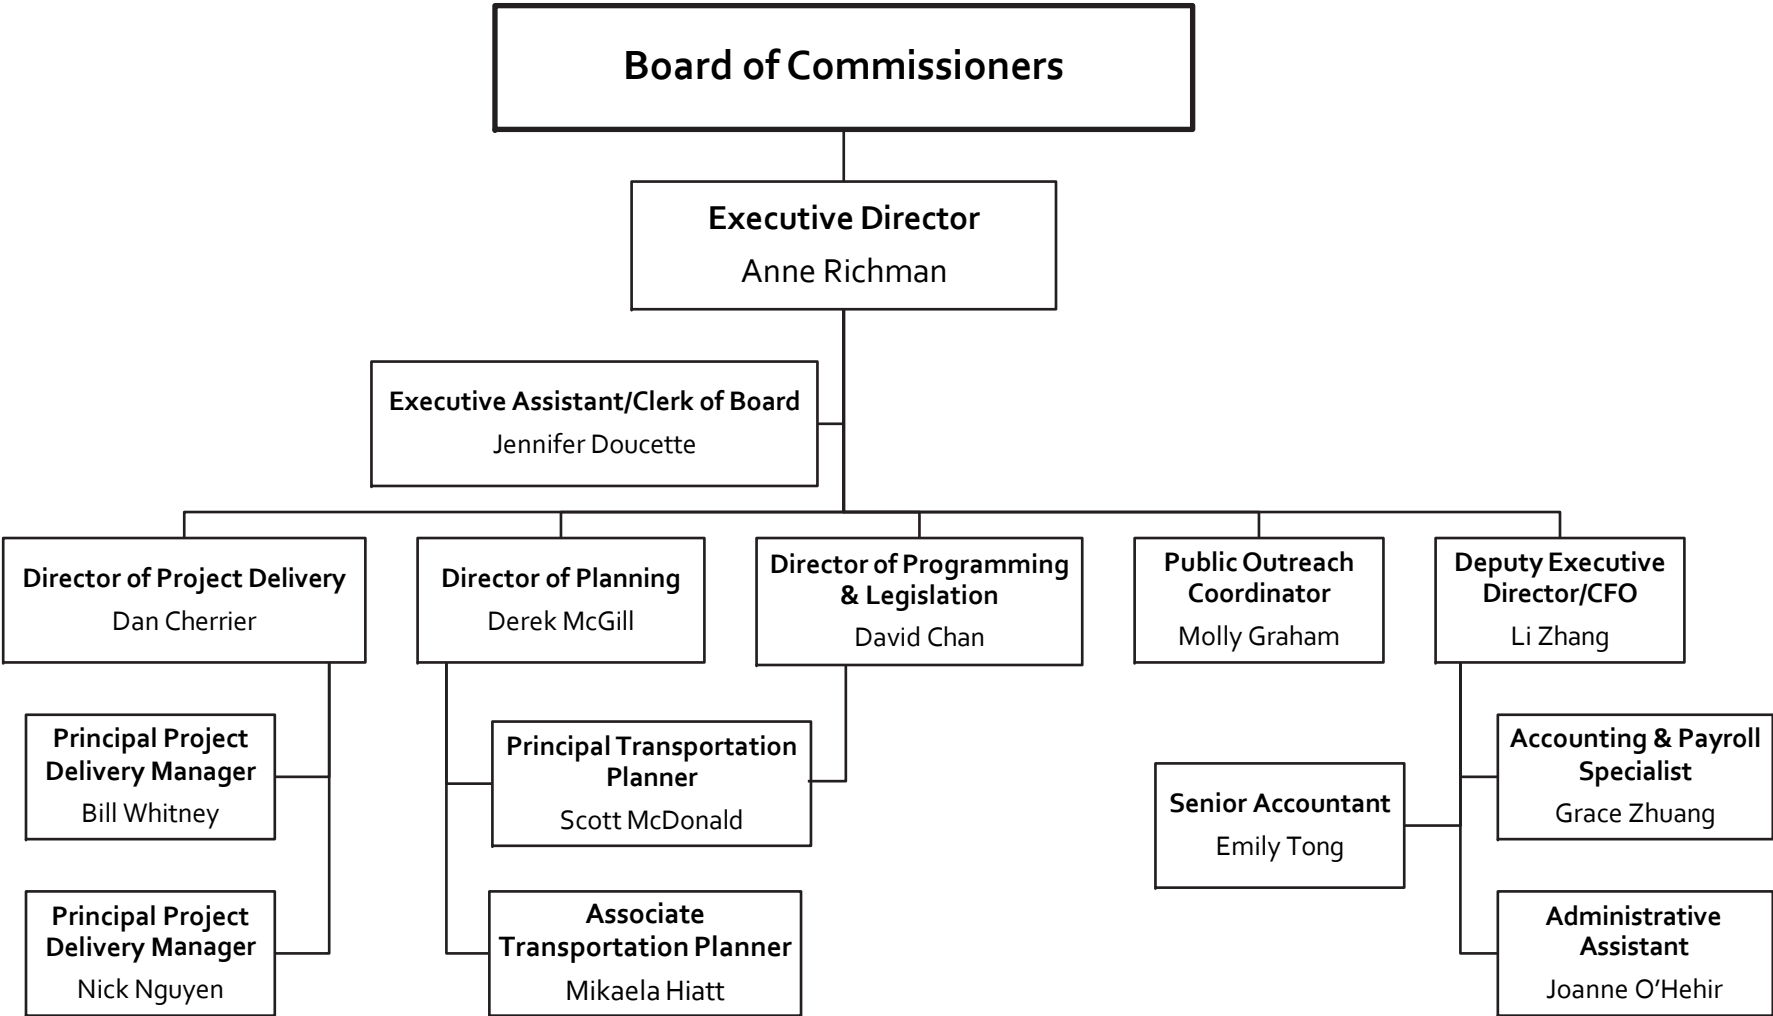 Board of Commissioners
Executive Director
Anne Richman
Executive Assistant/Clerk of Board
Jennifer Doucette
Director of Project Delivery
Dan Cherrier
Director of Planning
Derek McGill
Director of Programming
& Legislation
David Chan
Public Outreach
Coordinator
Molly Graham
Deputy Executive
Director/CFO
Li Zhang
Principal Project
Delivery Manager
Bill Whitney
Principal Transportation
Planner
Scott McDonald
Senior Accountant
Emily Tong
Accounting & Payroll
Specialist
Grace Zhuang
Principal Project
Delivery Manager
Nick Nguyen
Associate
Transportation Planner
Mikaela Hiatt
Administrative
Assistant
Joanne O’Hehir